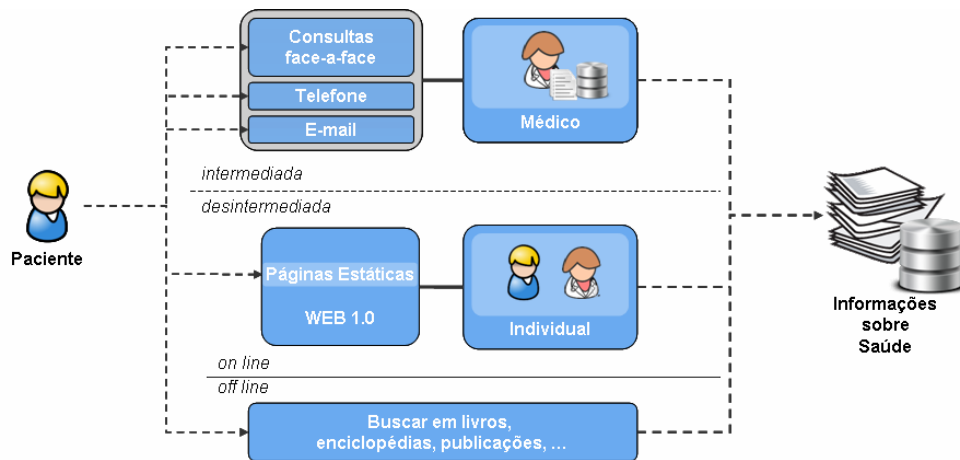 Consultas
face-a-face
Telefone
E-mail
Médico
intermediada
desintermediada
Paciente
Páginas Estáticas
WEB 1.0
Individual
Informações
sobre
Saúde
on line
off line
Buscar em livros,
enciclopédias, publicações, ...